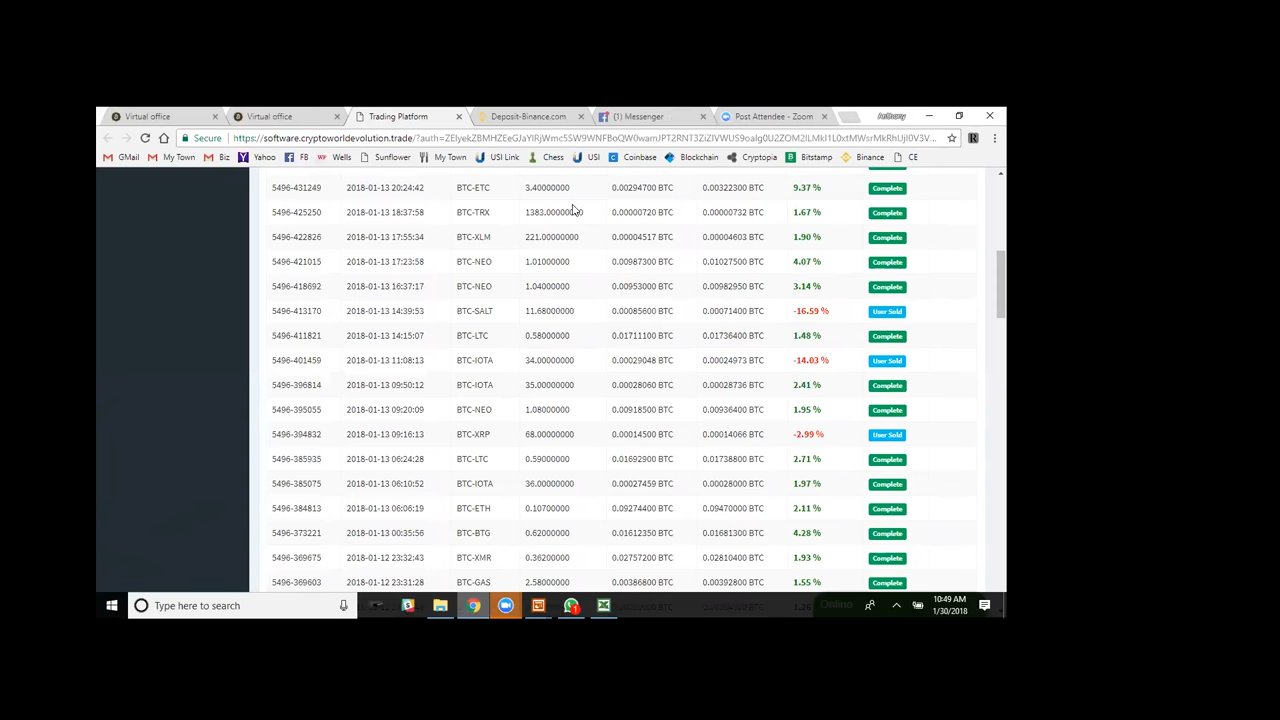 Virtual office Virtual office Trading Platform Deposit-Binance.com (1) Messenger Post Attendee - Zoom Anthony
Secure https://software.cryptoworldevolution.trade/?auth=
GMail My Town Biz Yahoo FB Wells Sunflower My Town USI Link Chess USI Coinbase Blockchain Cryptopia Bitstamp Binance CE
5496-431249 2018-01-13 20:24:42 BTC-ETC 3.40000000 0.00294700 BTC 0.00322300 BTC 9.37 % Complete
5496-425250 2018-01-13 18:37:58 BTC-TRX 1383.00000000 0.00000720 BTC 0.00000732 BTC 1.67 % Complete
5496-422826 2018-01-13 17:55:34 BTC-XLM 221.00000000 0.00004517 BTC 0.00004603 BTC 1.90 % Complete
5496-421015 2018-01-13 17:23:58 BTC-NEO 1.01000000 0.00987300 BTC 0.01027500 BTC 4.07 % Complete
5496-418692 2018-01-13 16:37:17 BTC-NEO 1.04000000 0.00953000 BTC 0.00982950 BTC 3.14 % Complete
5496-413170 2018-01-13 14:39:53 BTC-SALT 11.68000000 0.00085600 BTC 0.00071400 BTC -16.59 % User Sold
5496-411821 2018-01-13 14:15:07 BTC-LTC 0.58000000 0.01711100 BTC 0.01736400 BTC 1.48 % Complete
5496-401459 2018-01-13 11:08:13 BTC-IOTA 34.00000000 0.00029048 BTC 0.00024973 BTC -14.03 % User Sold
5496-396814 2018-01-13 09:50:12 BTC-IOTA 35.00000000 0.00028060 BTC 0.00028736 BTC 2.41 % Complete
5496-395055 2018-01-13 09:20:09 BTC-NEO 1.08000000 0.00918500 BTC 0.00936400 BTC 1.95 % Complete
5496-394832 2018-01-13 09:16:13 BTC-XRP 68.00000000 0.00014500 BTC 0.00014066 BTC -2.99 % User Sold
5496-385935 2018-01-13 06:24:28 BTC-LTC 0.59000000 0.01692900 BTC 0.01738800 BTC 2.71 % Complete
5496-385075 2018-01-13 06:10:52 BTC-IOTA 36.00000000 0.00027459 BTC 0.00028000 BTC 1.97 % Complete
5496-384813 2018-01-13 06:06:19 BTC-ETH 0.10700000 0.09274400 BTC 0.09470000 BTC 2.11 % Complete
5496-373221 2018-01-13 00:35:56 BTC-BTG 0.62000000 0.01612350 BTC 0.01681300 BTC 4.28 % Complete
5496-369675 2018-01-12 23:32:43 BTC-XMR 0.36200000 0.02757200 BTC 0.02810400 BTC 1.93 % Complete
5496-369603 2018-01-12 23:31:28 BTC-GAS 2.58000000 0.00386800 BTC 0.00392800 BTC 1.55 % Complete
Online
Type here to search 10:49 AM
1/30/2018